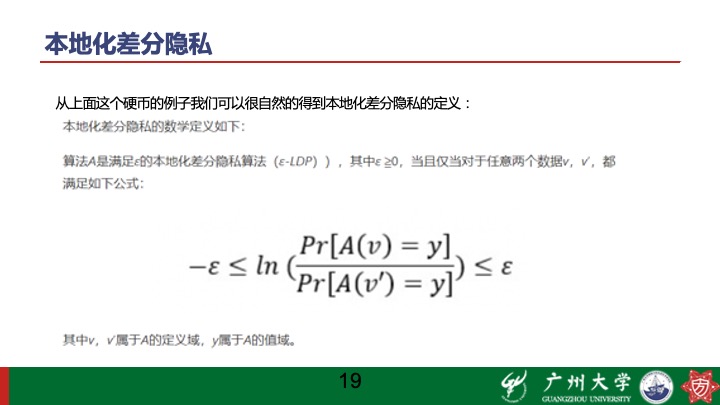 本地化差分隐私
从上面这个硬币的例子我们可以很自然的得到本地化差分隐私的定义：
本地化差分隐私的数学定义如下：
算法A是满足ε的本地化差分隐私算法（ε-LDP）），其中ε ≥0，当且仅当对于任意两个数据v，v'，都
满足如下公式：
−ε ≤ ln (Pr[A(v) = y] / Pr[A(v′) = y]) ≤ ε
其中v，v'属于A的定义域，y属于A的值域。
19
广州大学
GUANGZHOU UNIVERSITY